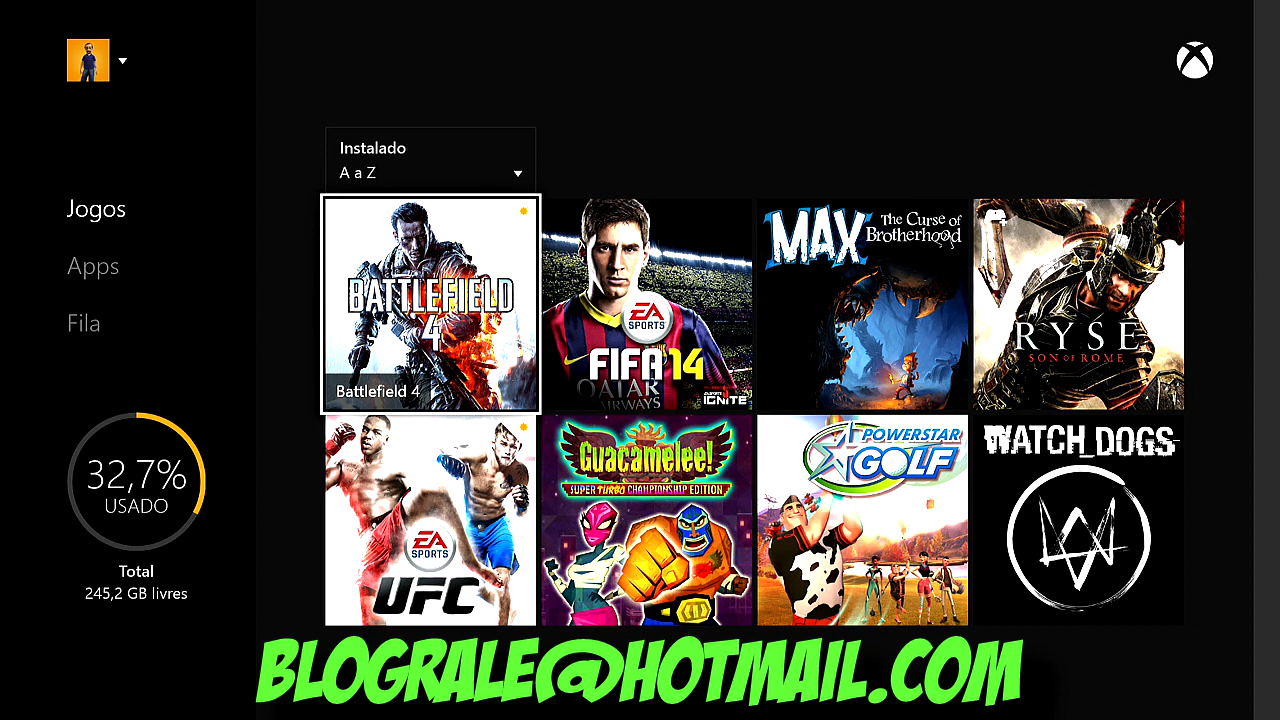 Instalado
A a Z
Jogos
Apps
Fila
32,7%
USADO
Total
245,2 GB livres
BATTLEFIELD
4
Battlefield 4
EA
SPORTS
FIFA 14
QATAR
AIRWAYS
IGNITE
MAX
The Curse of
Brotherhood
RYSE
SON OF ROME
EA
SPORTS
UFC
Guacamelee!
SUPER TURBO CHAMPIONSHIP EDITION
POWERSTAR
GOLF
WATCH_DOGS
BLOGRALE@HOTMAIL.COM